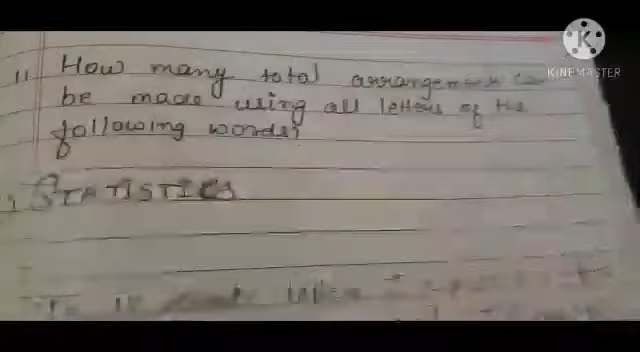 11 How many total arrangements can
be made using all letters of the
following words?
STATISTICS
KINEMASTER